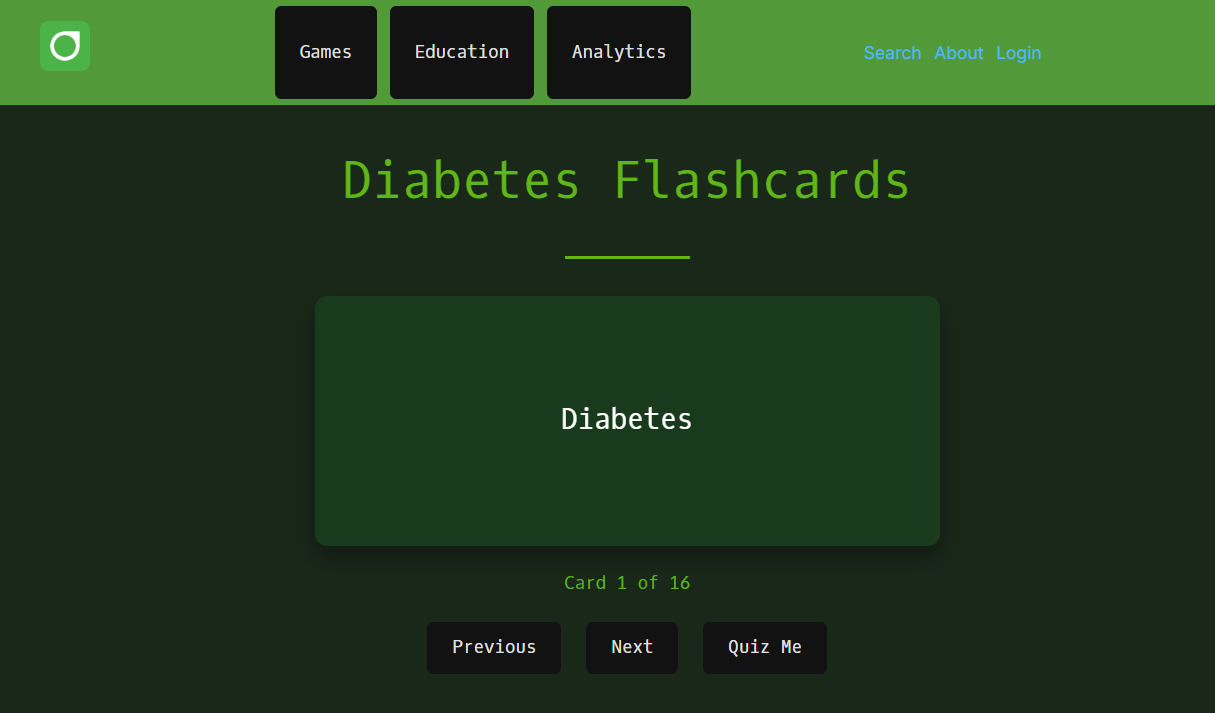 Games Education Analytics Search About Login
Diabetes Flashcards
Diabetes
Card 1 of 16
Previous Next Quiz Me